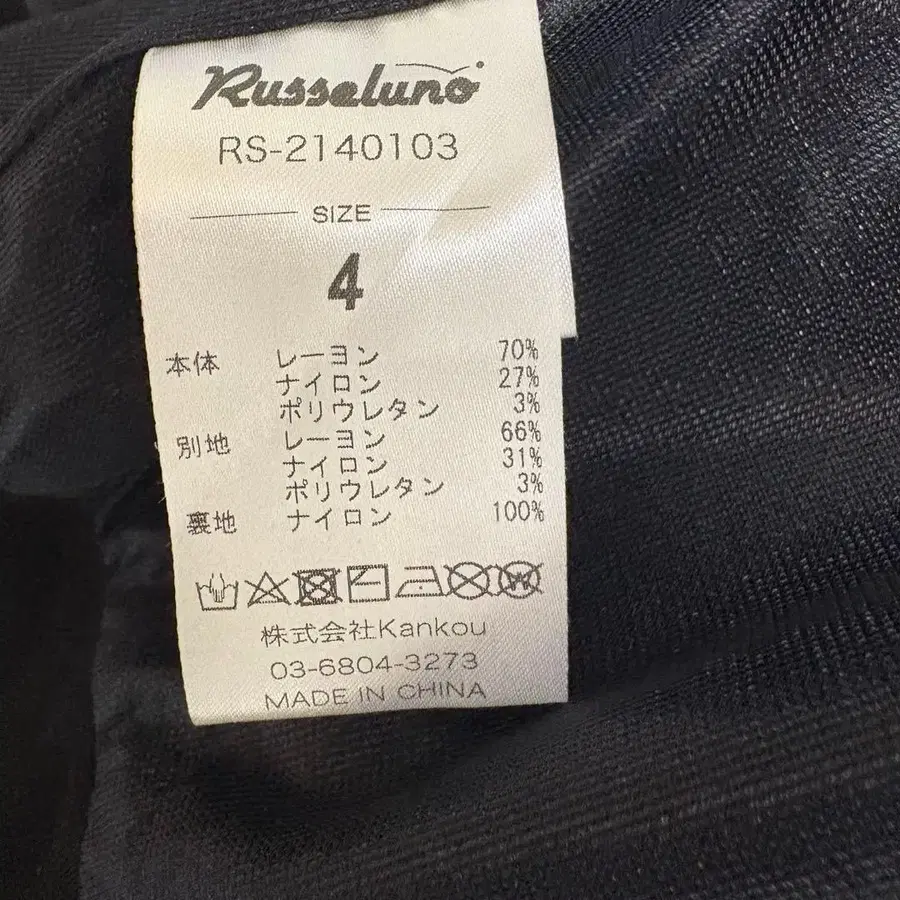 Russeluno
RS-2140103
SIZE
4
本体 レーヨン 70%
ナイロン 27%
ポリウレタン 3%
別地 レーヨン 66%
ナイロン 31%
ポリウレタン 3%
裏地 ナイロン 100%
株式会社Kankou
03-6804-3273
MADE IN CHINA